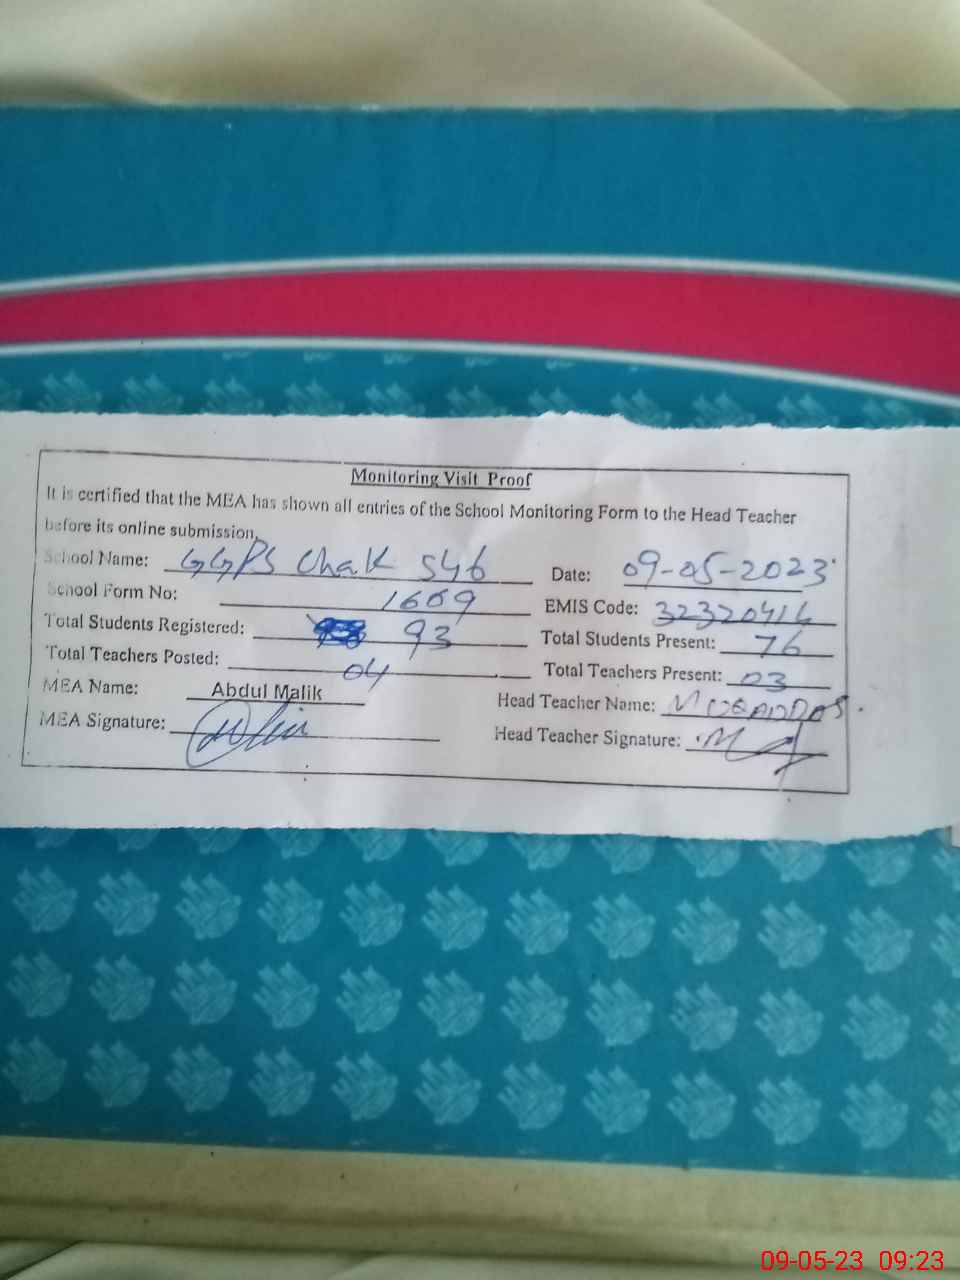 Monitoring Visit Proof
It is certified that the MEA has shown all entries of the School Monitoring Form to the Head Teacher
before its online submission.
School Name: GGPS Chak 546 Date: 09-05-2023
School Form No: 1609 EMIS Code: 32320414
Total Students Registered: 93 Total Students Present: 76
Total Teachers Posted: 04 Total Teachers Present: 03
MEA Name: Abdul Malik Head Teacher Name: MUQADDAS.
MEA Signature: Head Teacher Signature:
09-05-23 09:23